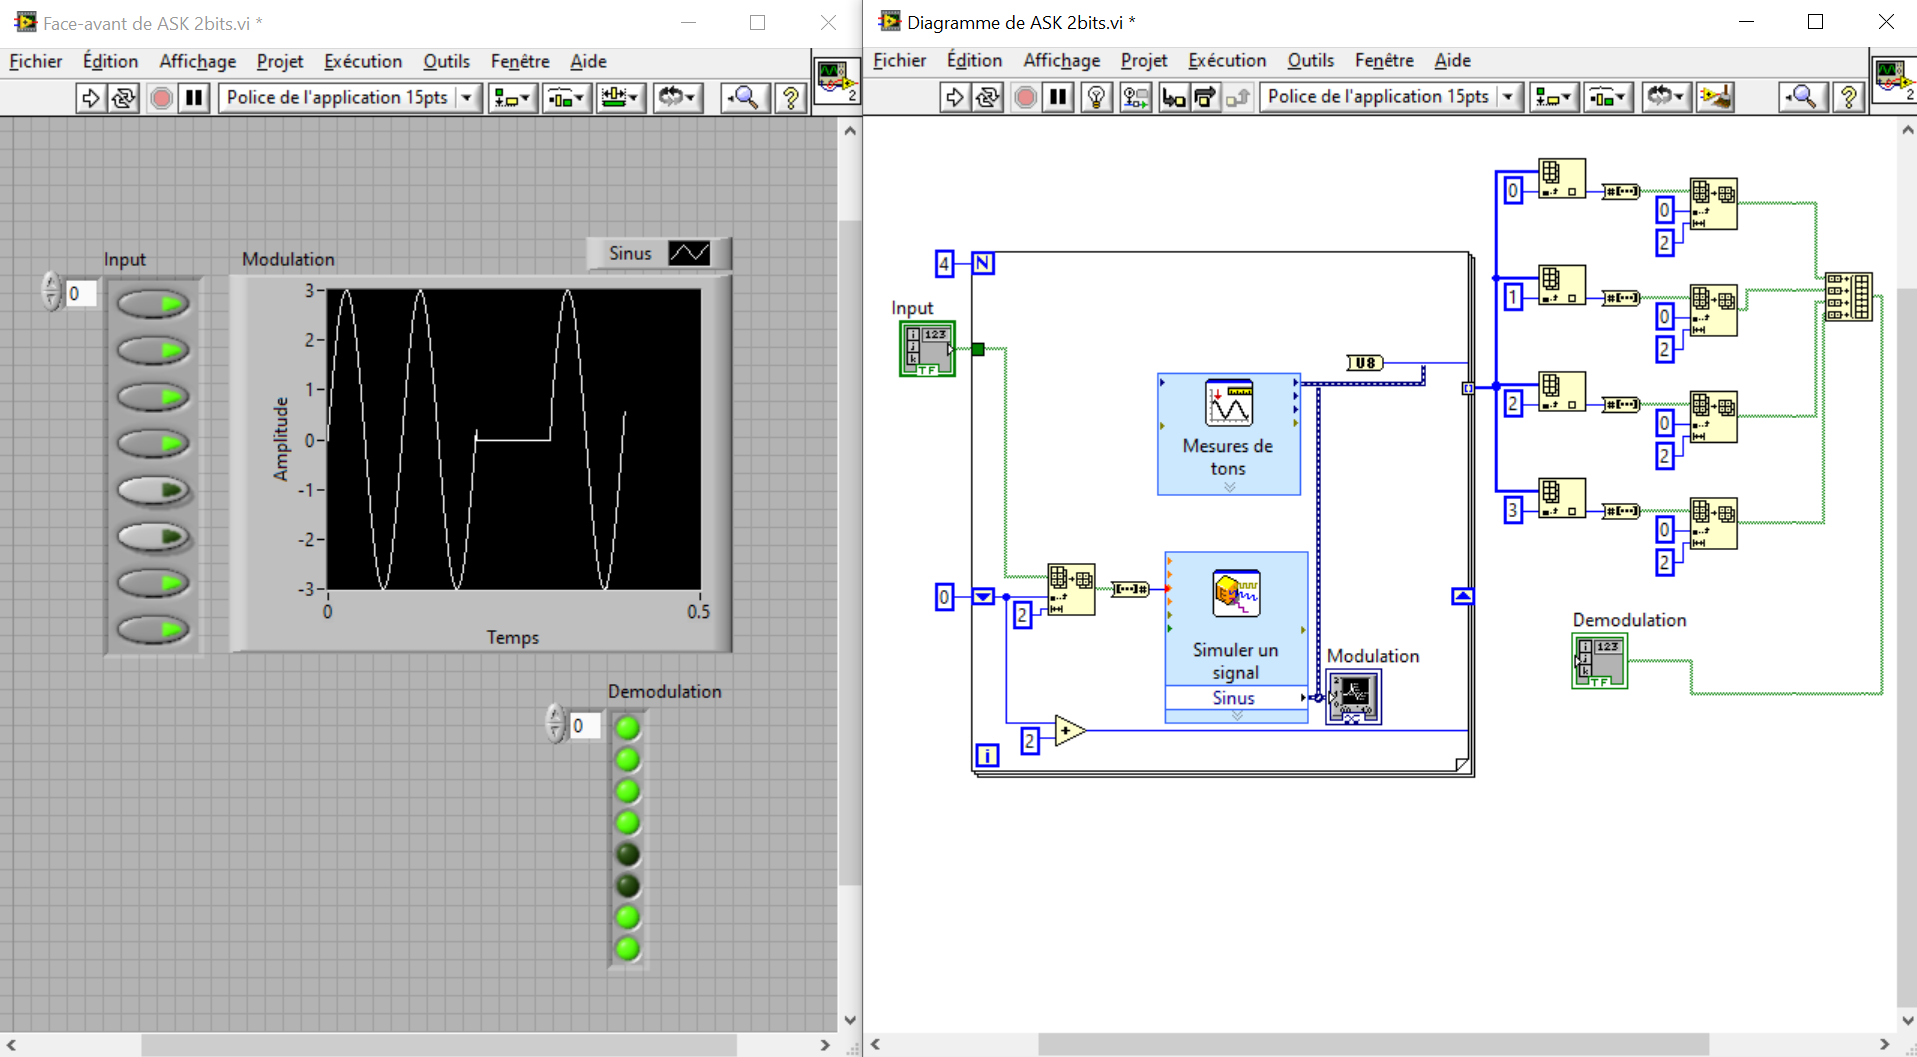 Face-avant de ASK 2bits.vi *
Fichier Édition Affichage Projet Exécution Outils Fenêtre Aide
Police de l'application 15pts
?
2
Input
0
Modulation
Sinus
Amplitude
3
2
1
0
-1
-2
-3
0
0.5
Temps
Demodulation
0
Diagramme de ASK 2bits.vi *
Fichier Édition Affichage Projet Exécution Outils Fenêtre Aide
Police de l'application 15pts
?
2
4
N
Input
i
j
k
123
TF
U8
Mesures de
tons
0
2
Simuler un
signal
Sinus
Modulation
2
i
0
0
2
1
0
2
2
0
2
3
0
2
Demodulation
i
j
k
123
TF